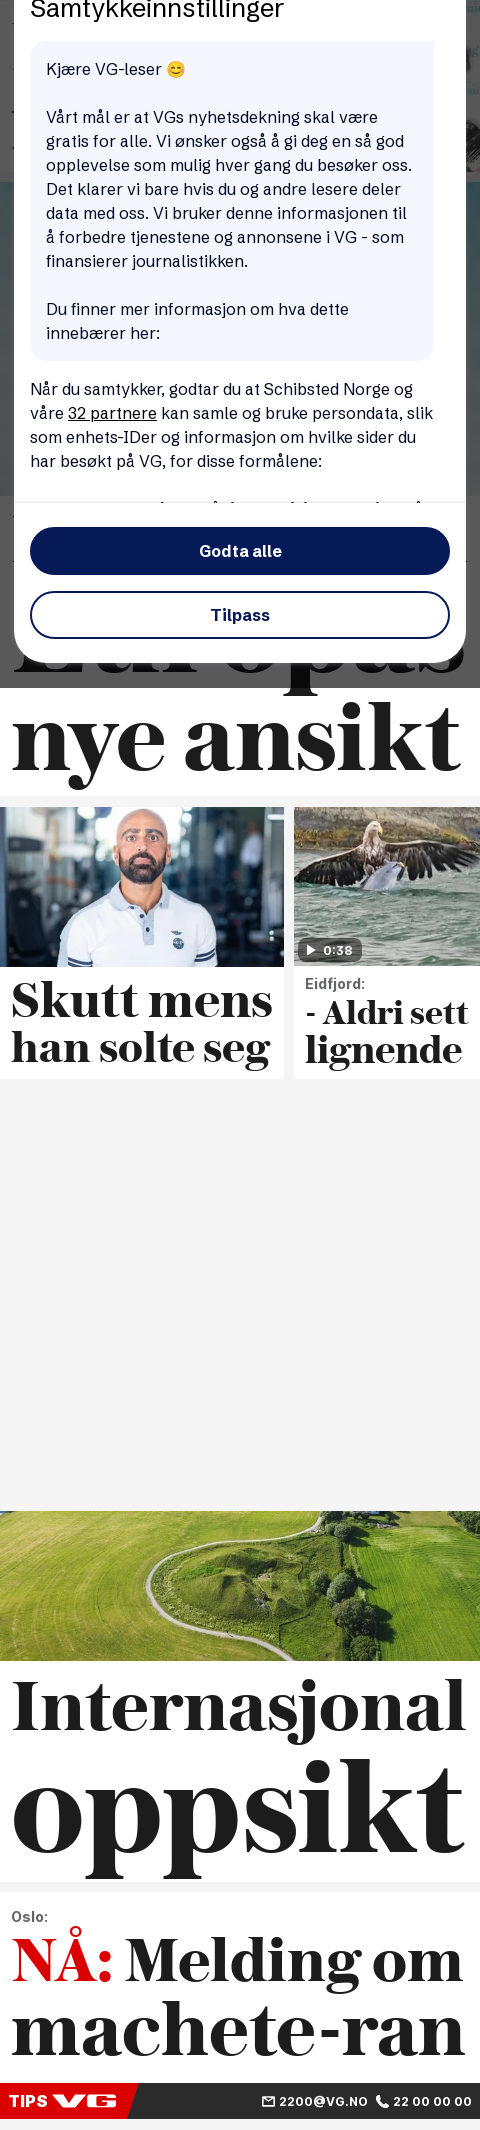 Samtykkeinnstillinger
Kjære VG-leser 😊
Vårt mål er at VGs nyhetsdekning skal være
gratis for alle. Vi ønsker også å gi deg en så god
opplevelse som mulig hver gang du besøker oss.
Det klarer vi bare hvis du og andre lesere deler
data med oss. Vi bruker denne informasjonen til
å forbedre tjenestene og annonsene i VG - som
finansierer journalistikken.
Du finner mer informasjon om hva dette
innebærer her:
Når du samtykker, godtar du at Schibsted Norge og
våre 32 partnere kan samle og bruke persondata, slik
som enhets-IDer og informasjon om hvilke sider du
har besøkt på VG, for disse formålene:
Godta alle
Tilpass
Europas
nye ansikt
Skutt mens
han solte seg
0:38
Eidfjord:
- Aldri sett
lignende
Internasjonal
oppsikt
Oslo:
NÅ: Melding om
machete-ran
TIPS VG 2200@VG.NO 22 00 00 00